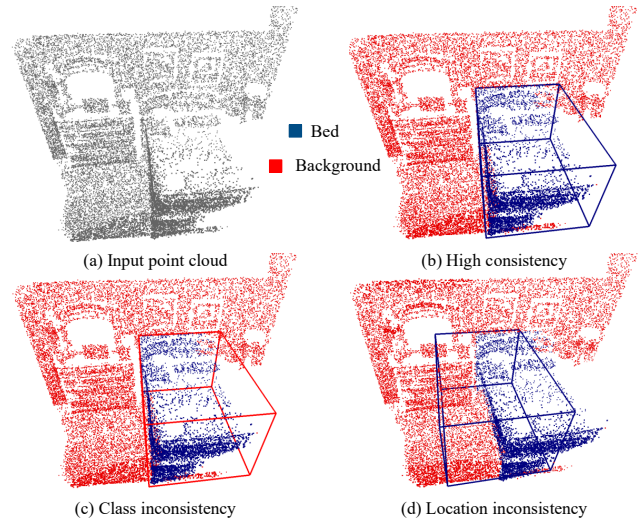 Bed
Background
(a) Input point cloud
(b) High consistency
(c) Class inconsistency
(d) Location inconsistency